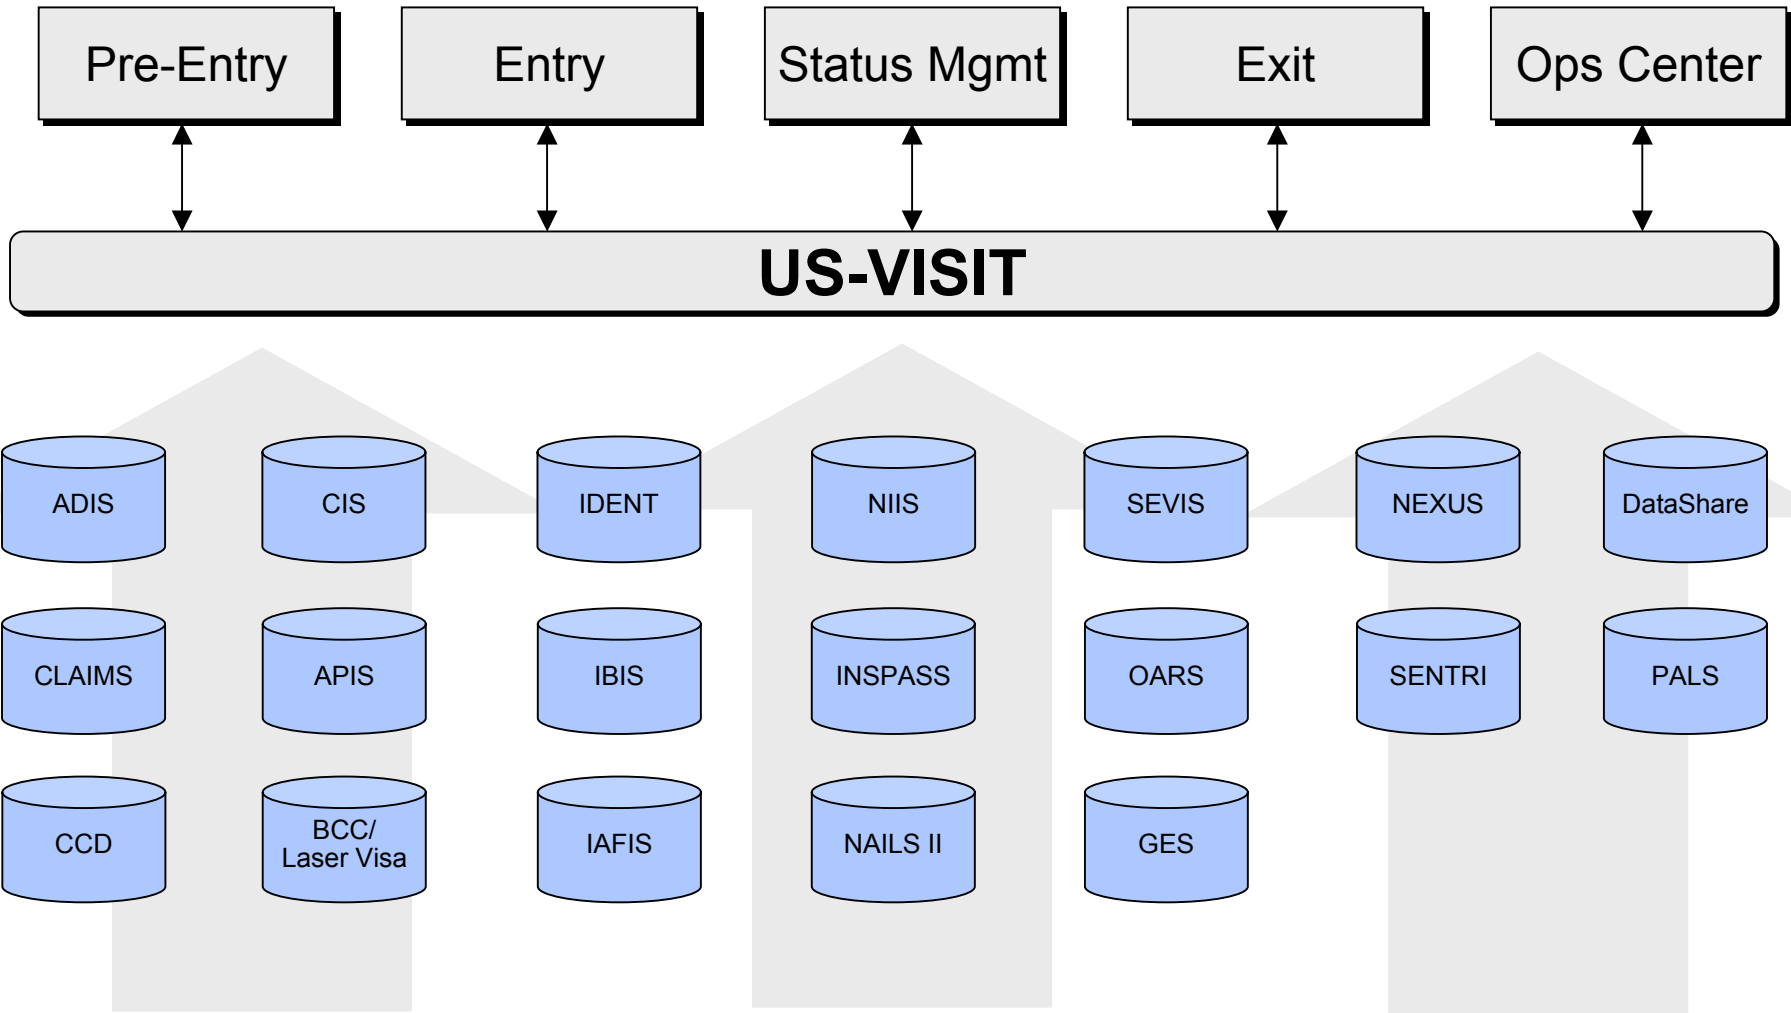 Pre-Entry
Entry
Status Mgmt
Exit
Ops Center
US-VISIT
ADIS
CIS
IDENT
NIIS
SEVIS
NEXUS
DataShare
CLAIMS
APIS
IBIS
INSPASS
OARS
SENTRI
PALS
CCD
BCC/
Laser Visa
IAFIS
NAILS II
GES